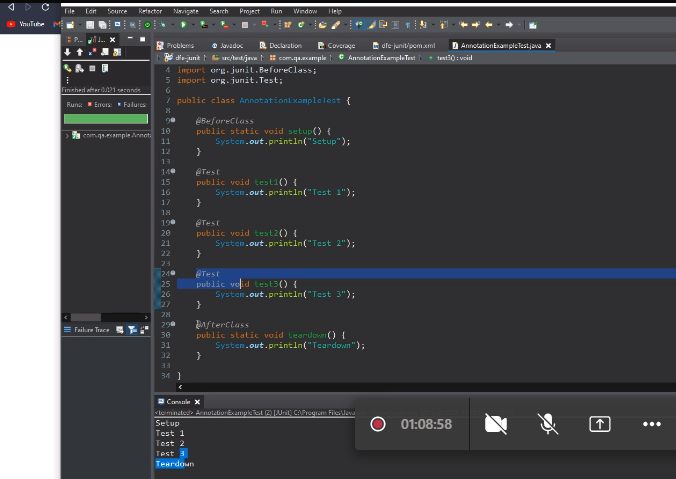 YouTube
File Edit Source Refactor Navigate Search Project Run Window Help
P... J...
Problems Javadoc Declaration Coverage dfe-junit/pom.xml AnnotationExampleTest.java
dfe-junit src/test/java com.qa.example AnnotationExampleTest test3() : void
Finished after 0.021 seconds
Runs: Errors: Failures:
com.qa.example.Annota
Failure Trace
4 import org.junit.BeforeClass;
5 import org.junit.Test;
6
7 public class AnnotationExampleTest {
8
9 @BeforeClass
10 public static void setup() {
11 System.out.println("Setup");
12 }
13
14 @Test
15 public void test1() {
16 System.out.println("Test 1");
17 }
18
19 @Test
20 public void test2() {
21 System.out.println("Test 2");
22 }
23
24 @Test
25 public void test3() {
26 System.out.println("Test 3");
27 }
28
29 @AfterClass
30 public static void teardown() {
31 System.out.println("Teardown");
32 }
33
34 }
Console
<terminated> AnnotationExampleTest (2) [JUnit] C:\Program Files\Java
Setup
Test 1
Test 2
Test 3
Teardown
01:08:58